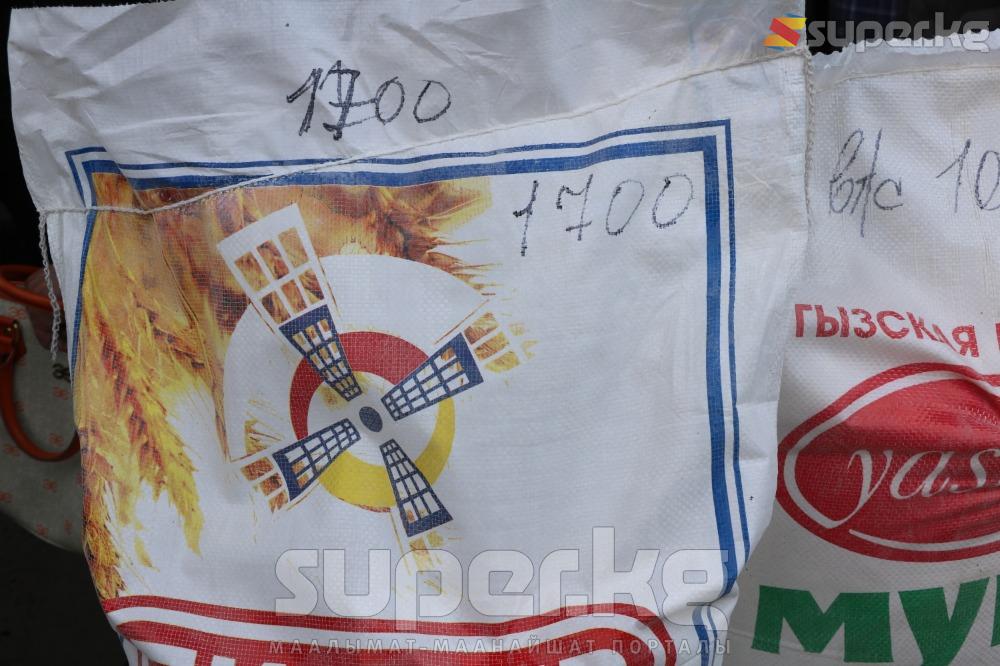 super.kg
1700
1700
в/с 10
ГЫЗСКАЯ
yas
МУ
super.kg
МААЛЫМАТ-МААНАЙШАТ ПОРТАЛЫ